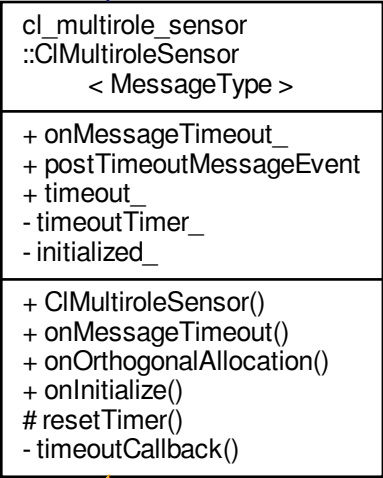 cl_multirole_sensor
::ClMultiroleSensor
< MessageType >
+ onMessageTimeout_
+ postTimeoutMessageEvent
+ timeout_
- timeoutTimer_
- initialized_
+ ClMultiroleSensor()
+ onMessageTimeout()
+ onOrthogonalAllocation()
+ onInitialize()
# resetTimer()
- timeoutCallback()